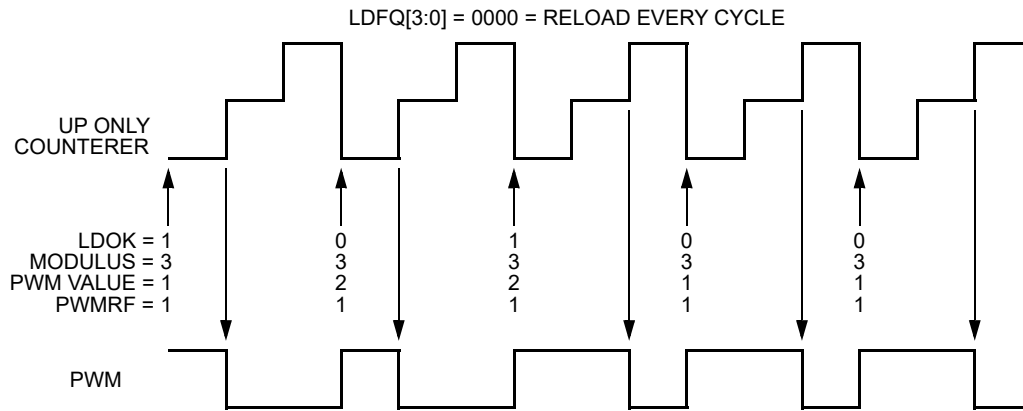 LDFQ[3:0] = 0000 = RELOAD EVERY CYCLE
UP ONLY
COUNTERER
LDOK = 1 0 1 0 0
MODULUS = 3 3 3 3 3
PWM VALUE = 1 2 2 1 1
PWMRF = 1 1 1 1 1
PWM